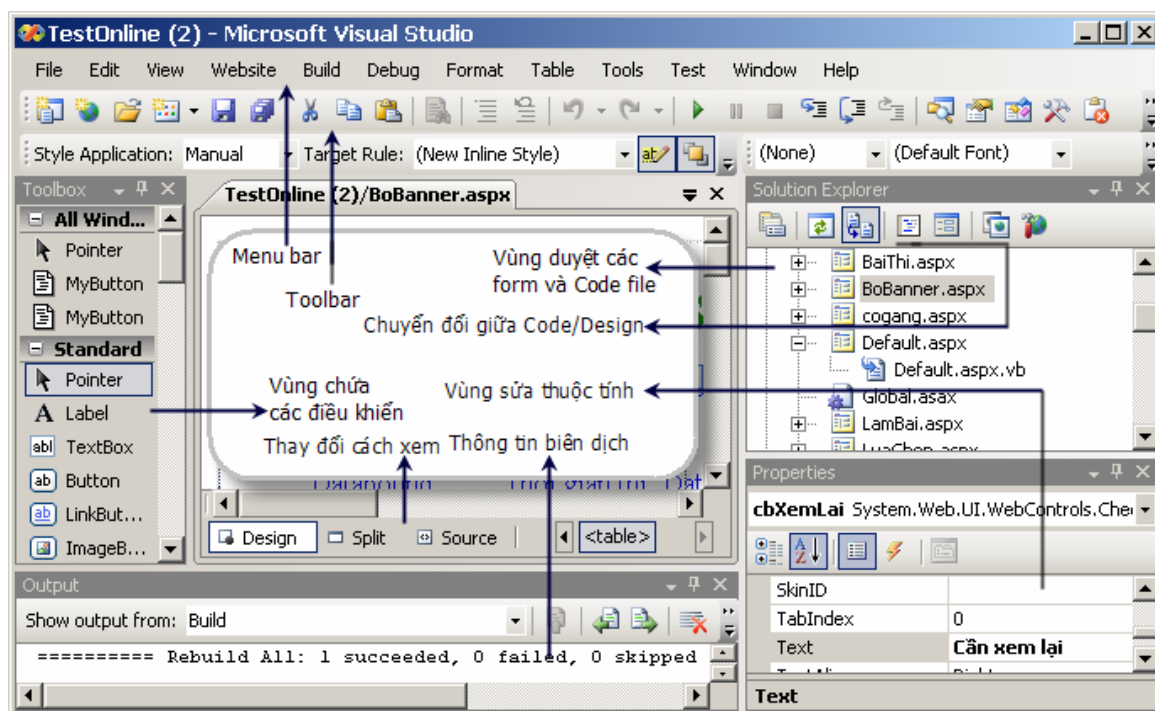 TestOnline (2) - Microsoft Visual Studio
File Edit View Website Build Debug Format Table Tools Test Window Help
Style Application: Manual Target Rule: (New Inline Style) (None) (Default Font)
Toolbox
All Wind...
Pointer
MyButton
MyButton
Standard
Pointer
A Label
abl TextBox
ab Button
ab LinkBut...
ImageB...
TestOnline (2)/BoBanner.aspx
Menu bar
Toolbar
Vùng duyệt các
form và Code file
Chuyển đổi giữa Code/Design
Vùng chứa
các điều khiển
Vùng sửa thuộc tính
Thay đổi cách xem
Thông tin biên dịch
Design Split Source <table>
Solution Explorer
BaiThi.aspx
BoBanner.aspx
cogang.aspx
Default.aspx
Default.aspx.vb
Global.asax
LamBai.aspx
LuaChon.aspx
Properties
cbXemLai System.Web.UI.WebControls.Che
SkinID
TabIndex 0
Text Cần xem lại
Text
Output
Show output from: Build
========== Rebuild All: 1 succeeded, 0 failed, 0 skipped